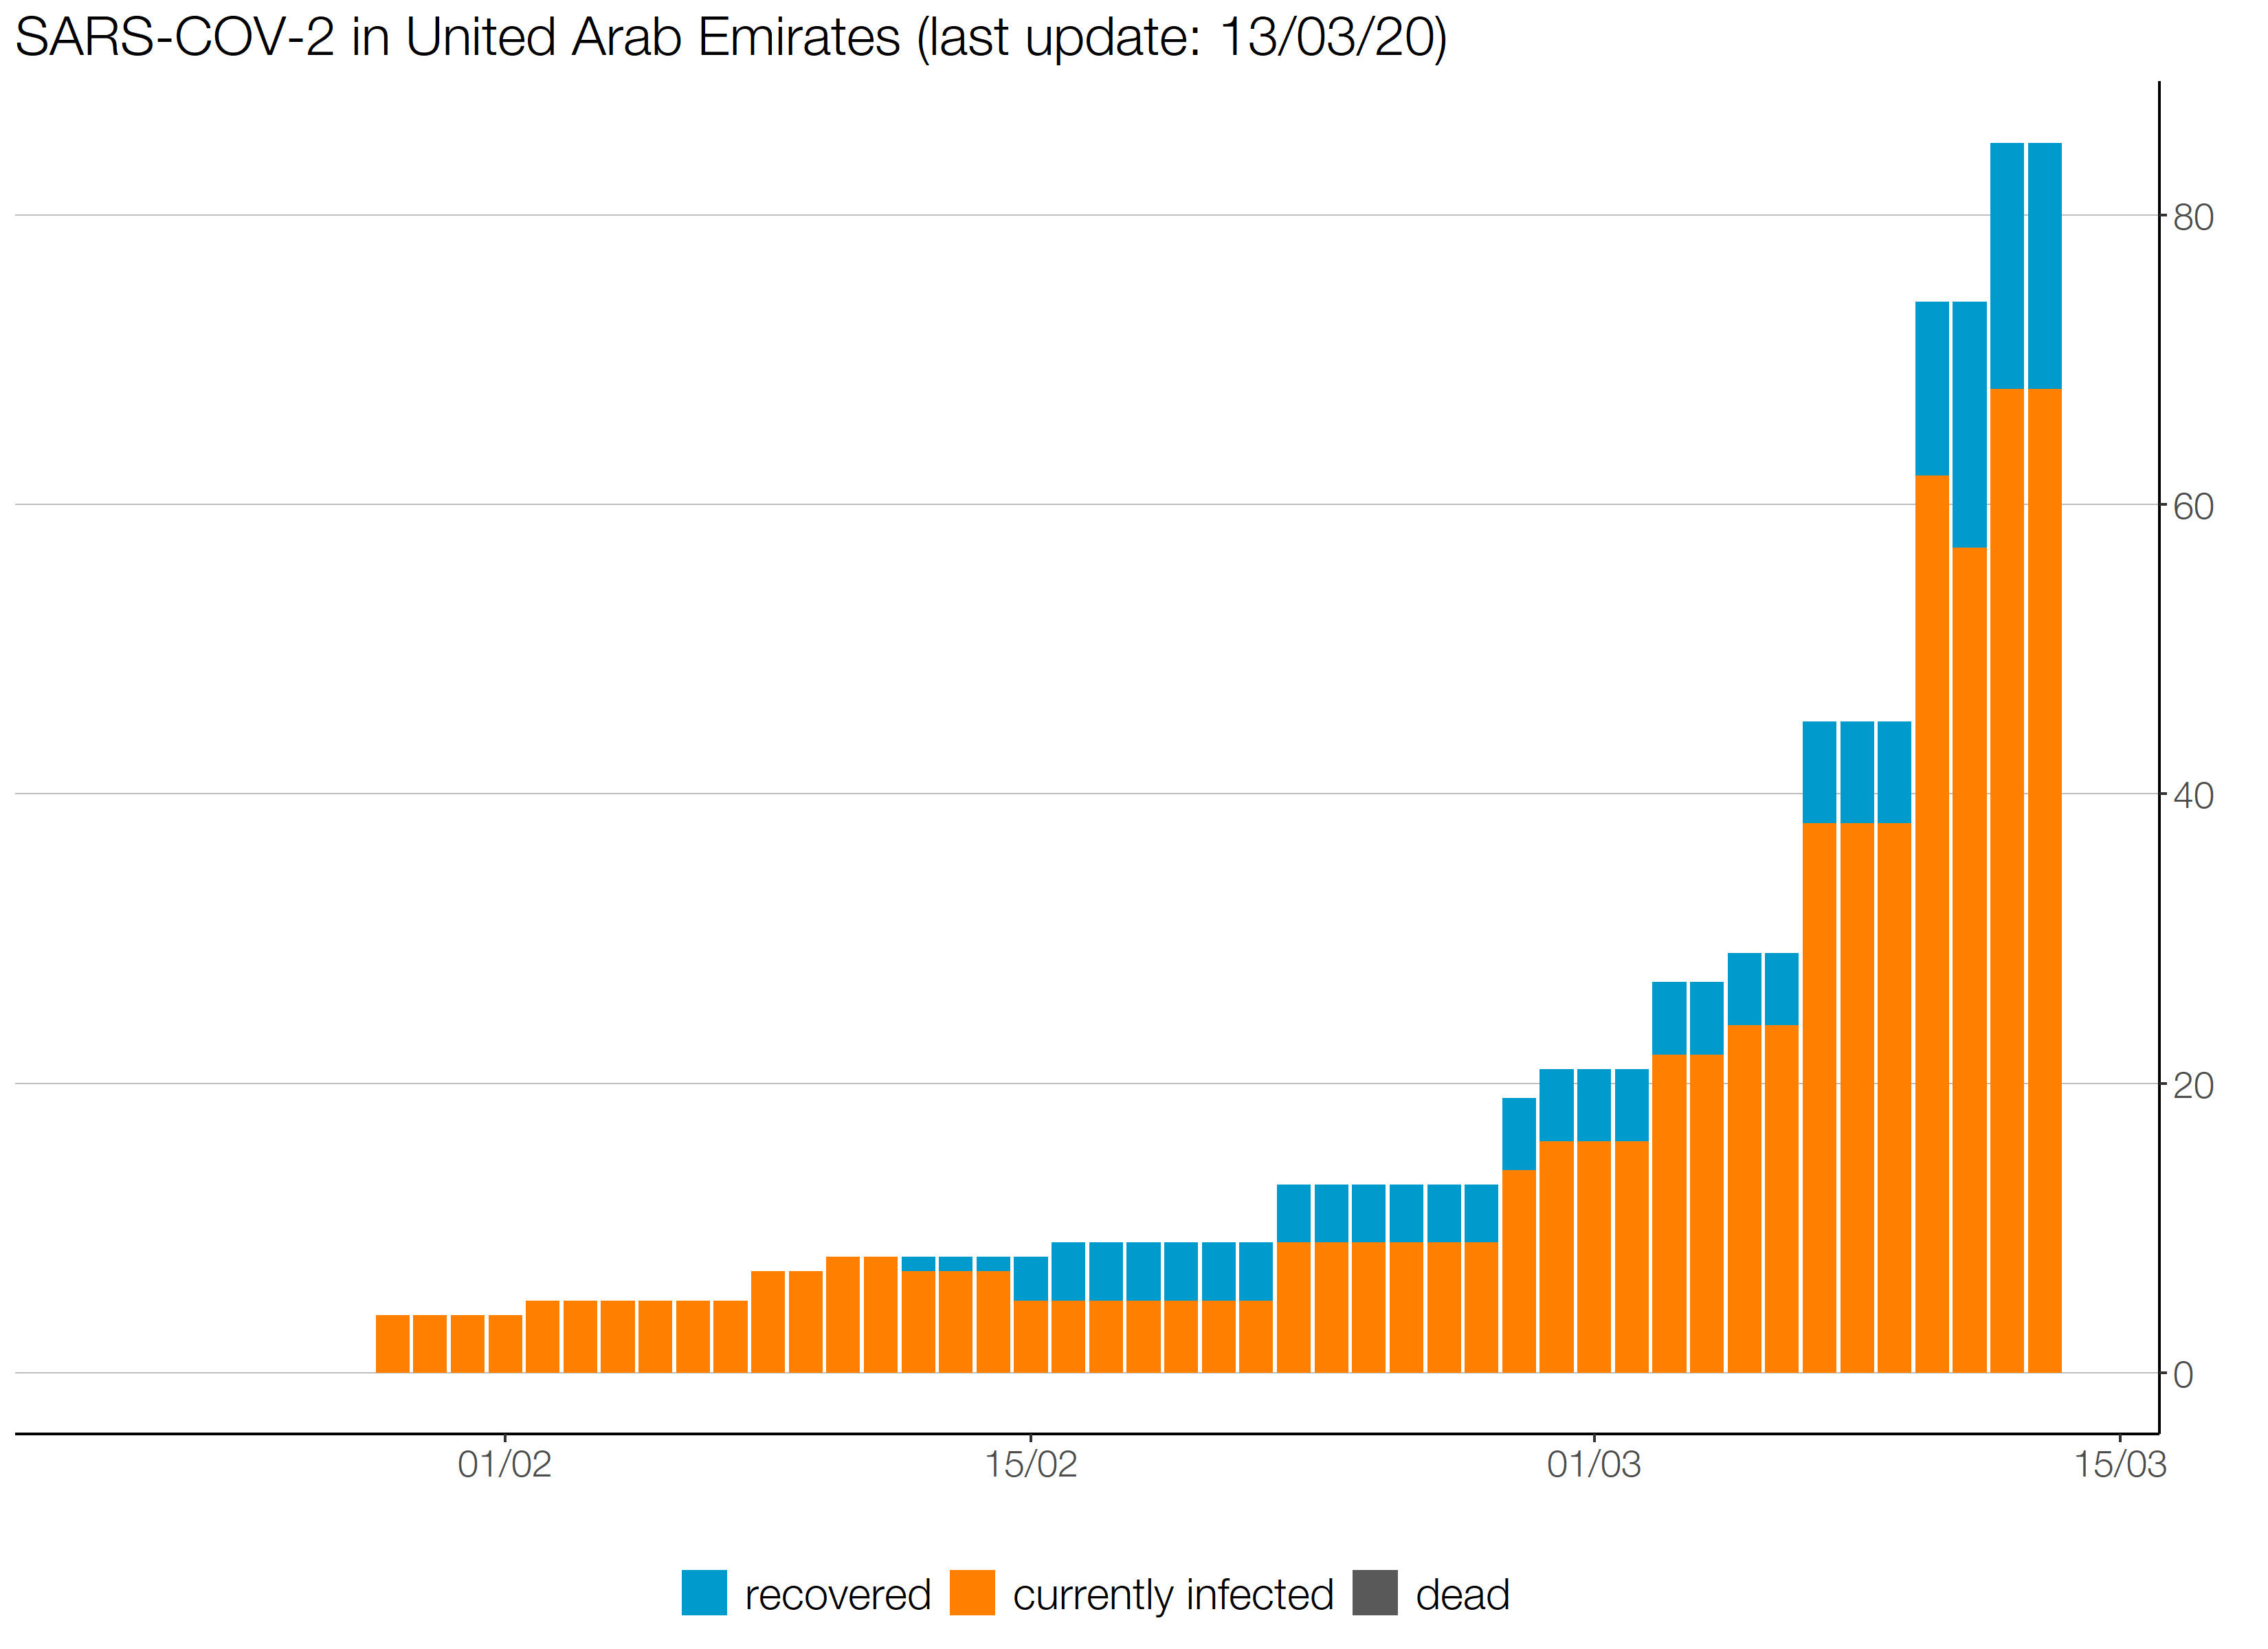 SARS-COV-2 in United Arab Emirates (last update: 13/03/20)
80
60
40
20
0
01/02 15/02 01/03 15/03
recovered currently infected dead